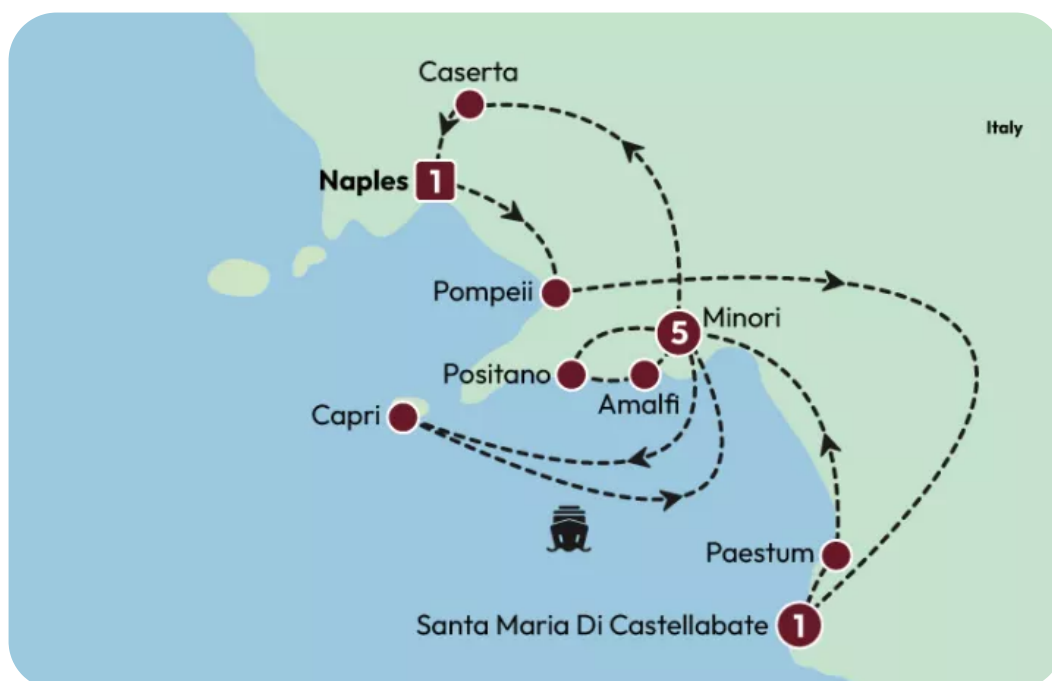 Caserta
Italy
Naples 1
Pompeii
Minori
5
Positano
Amalfi
Capri
Paestum
Santa Maria Di Castellabate 1